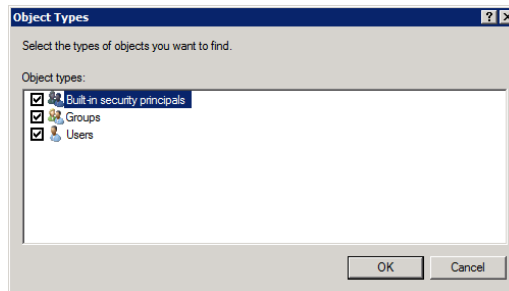 Object Types
Select the types of objects you want to find.
Object types:
Built-in security principals
Groups
Users
OK
Cancel